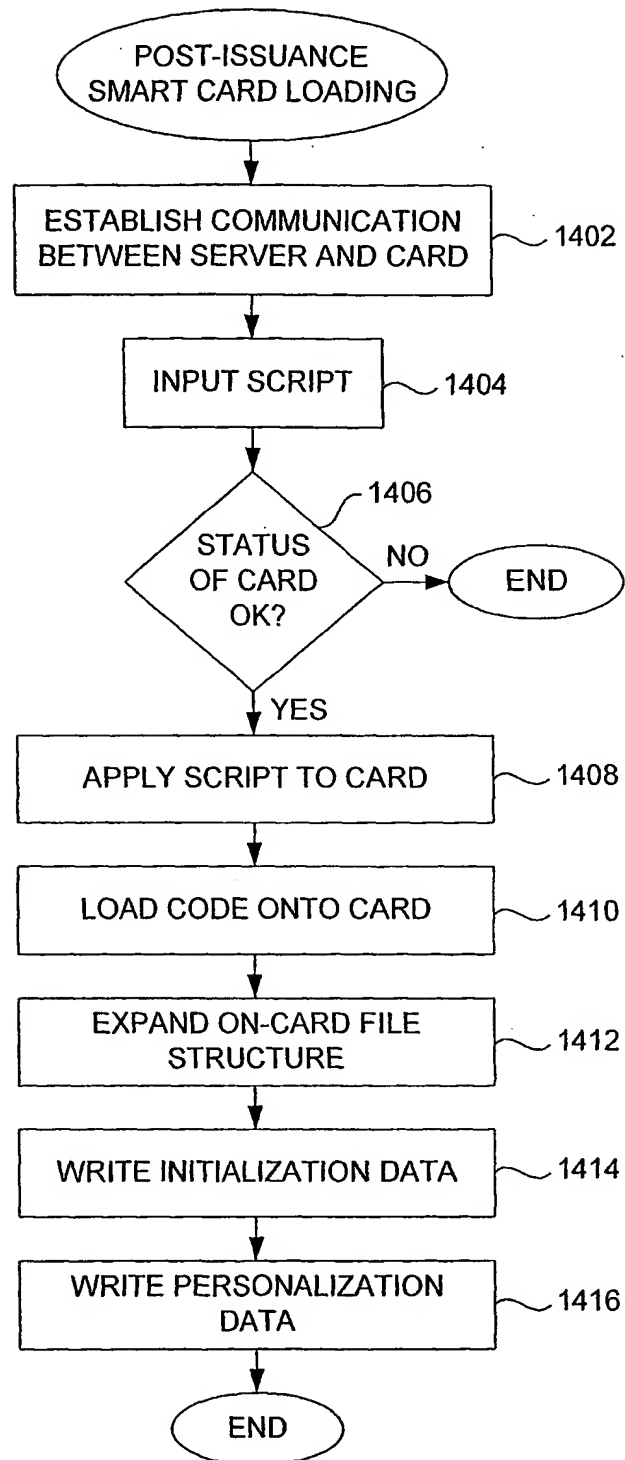 POST-ISSUANCE
SMART CARD LOADING
ESTABLISH COMMUNICATION
BETWEEN SERVER AND CARD
1402
INPUT SCRIPT
1404
1406
STATUS
OF CARD
OK?
NO
END
YES
APPLY SCRIPT TO CARD
1408
LOAD CODE ONTO CARD
1410
EXPAND ON-CARD FILE
STRUCTURE
1412
WRITE INITIALIZATION DATA
1414
WRITE PERSONALIZATION
DATA
1416
END